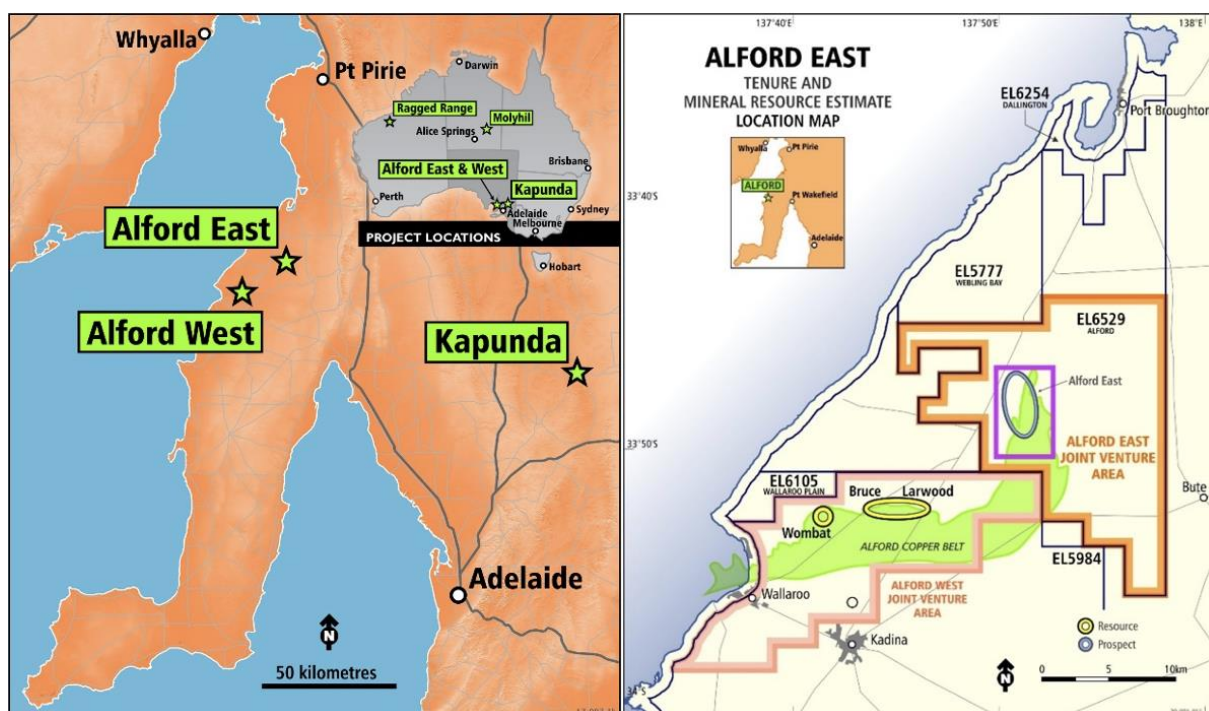 Whyalla
Pt Pirie
Darwin
Ragged Range
Molyhil
Alice Springs
Alford East & West
Brisbane
Kapunda
Perth
Adelaide
Sydney
Melbourne
PROJECT LOCATIONS
Hobart
Alford East
Alford West
Kapunda
Adelaide
N
50 kilometres
137°40'E
137°50'E
138°E
ALFORD EAST
TENURE AND
MINERAL RESOURCE ESTIMATE
LOCATION MAP
Whyalla
Pt Pirie
ALFORD
Pt Wakefield
Adelaide
EL6254
DALLINGTON
Port Broughton
33°40'S
EL5777
WEBLING BAY
EL6529
ALFORD
Alford East
33°50'S
ALFORD EAST
JOINT VENTURE
AREA
Bute
EL6105
WALLAROO PLAIN
Bruce
Larwood
Wombat
ALFORD COPPER BELT
EL5984
ALFORD WEST
JOINT VENTURE
AREA
Wallaroo
Kadina
Resource
Prospect
N
0 5 10km
34°S